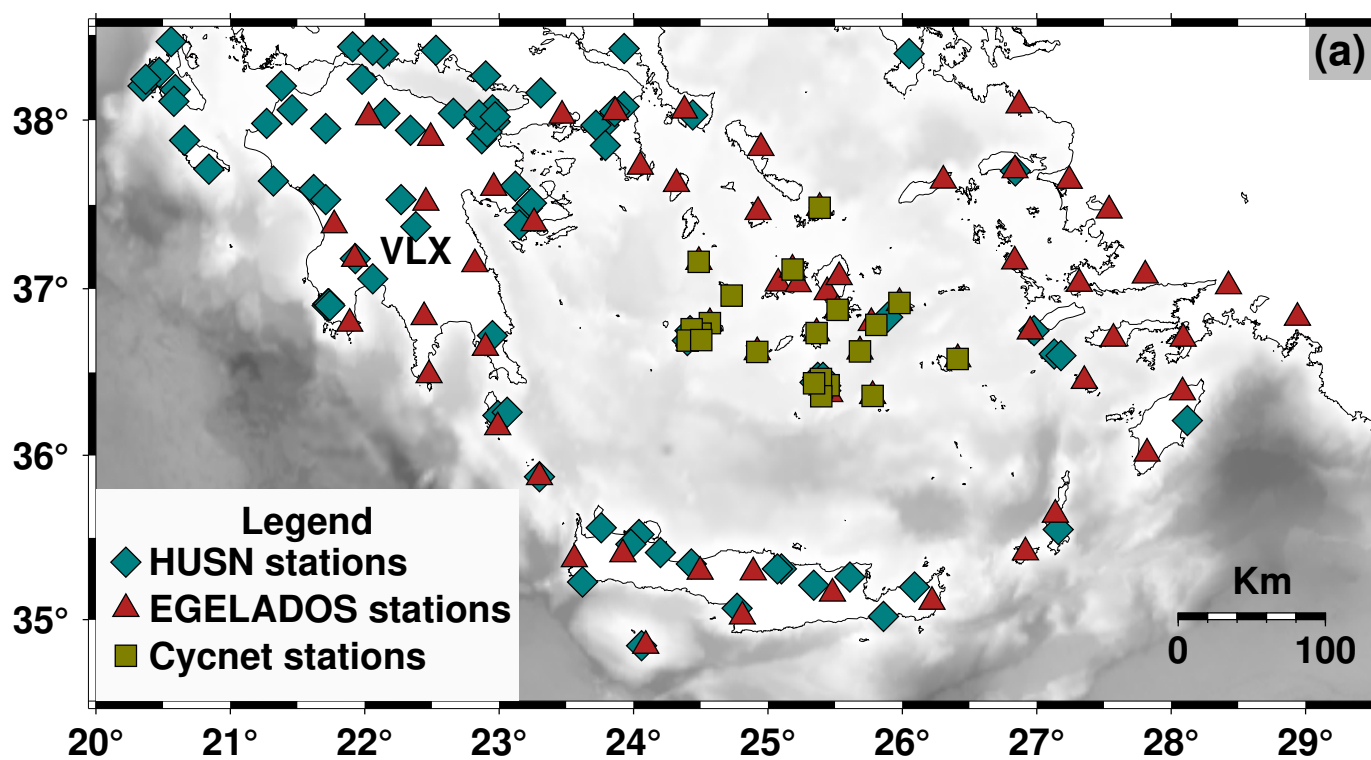 (a)
38°
VLX
37°
36°
Legend
HUSN stations
EGELADOS stations
Cycnet stations
Km
0 100
35°
20° 21° 22° 23° 24° 25° 26° 27° 28° 29°